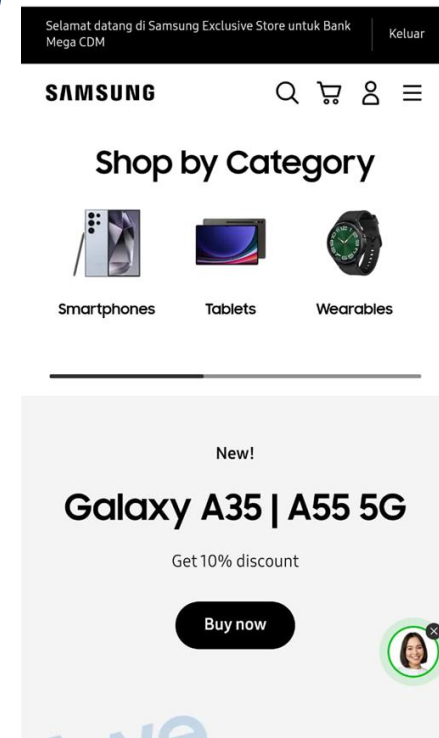 Selamat datang di Samsung Exclusive Store untuk Bank
Mega CDM
Keluar
SAMSUNG
Shop by Category
Smartphones
Tablets
Wearables
New!
Galaxy A35 | A55 5G
Get 10% discount
Buy now